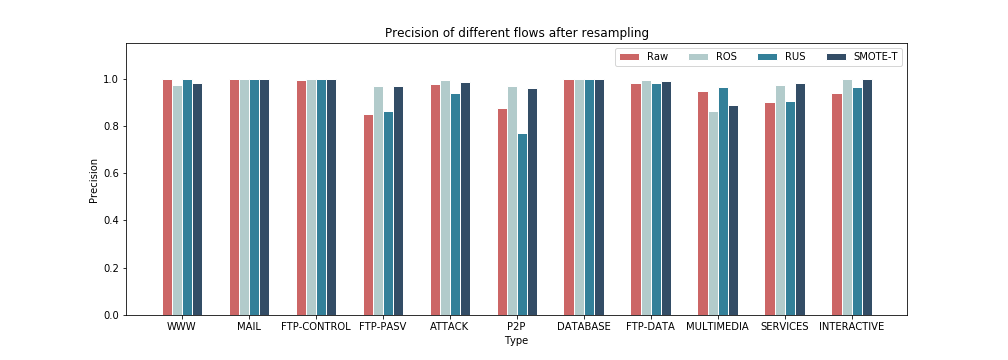 Precision of different flows after resampling
Raw ROS RUS SMOTE-T
1.0
0.8
0.6
0.4
0.2
0.0
Precision
WWW MAIL FTP-CONTROL FTP-PASV ATTACK P2P DATABASE FTP-DATA MULTIMEDIA SERVICES INTERACTIVE
Type